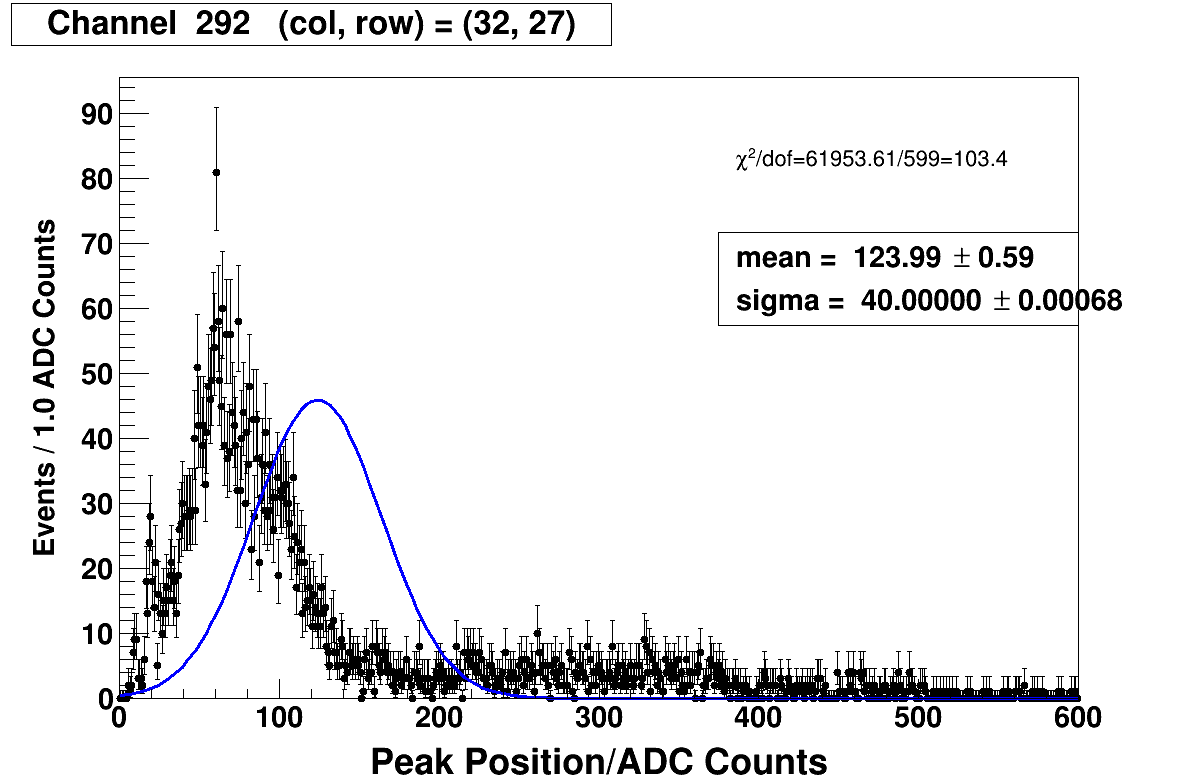 Channel 292 (col, row) = (32, 27)
χ²/dof=61953.61/599=103.4
mean = 123.99 ± 0.59
sigma = 40.00000 ± 0.00068
Events / 1.0 ADC Counts
90
80
70
60
50
40
30
20
10
0
0 100 200 300 400 500 600
Peak Position/ADC Counts